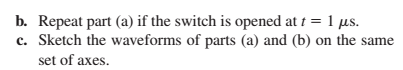 b. Repeat part (a) if the switch is opened at t = 1 μs.
c. Sketch the waveforms of parts (a) and (b) on the same
set of axes.